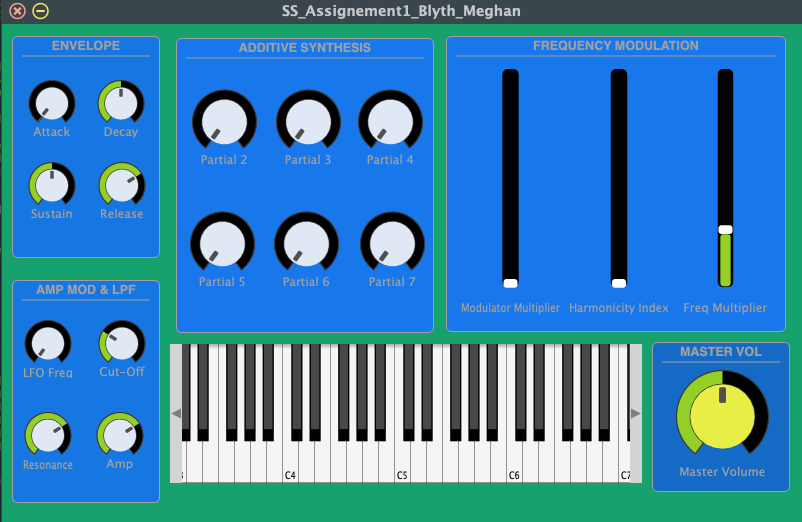 SS_Assignement1_Blyth_Meghan
ENVELOPE
Attack Decay
Sustain Release
ADDITIVE SYNTHESIS
Partial 2 Partial 3 Partial 4
Partial 5 Partial 6 Partial 7
FREQUENCY MODULATION
Modulator Multiplier Harmonicity Index Freq Multiplier
AMP MOD & LPF
LFO Freq Cut-Off
Resonance Amp
C4 C5 C6 C7
MASTER VOL
Master Volume